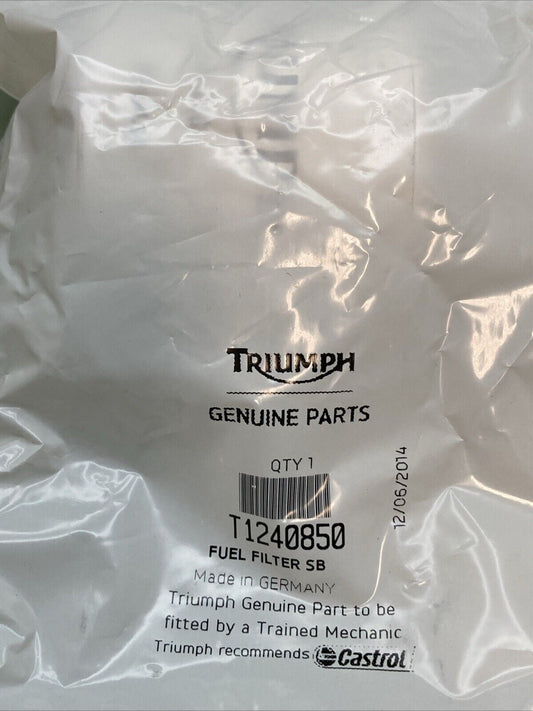 TRIUMPH
GENUINE PARTS
QTY 1
12/06/2014
T1240850
FUEL FILTER SB
Made in GERMANY
Triumph Genuine Part to be
fitted by a Trained Mechanic
Triumph recommends Castrol